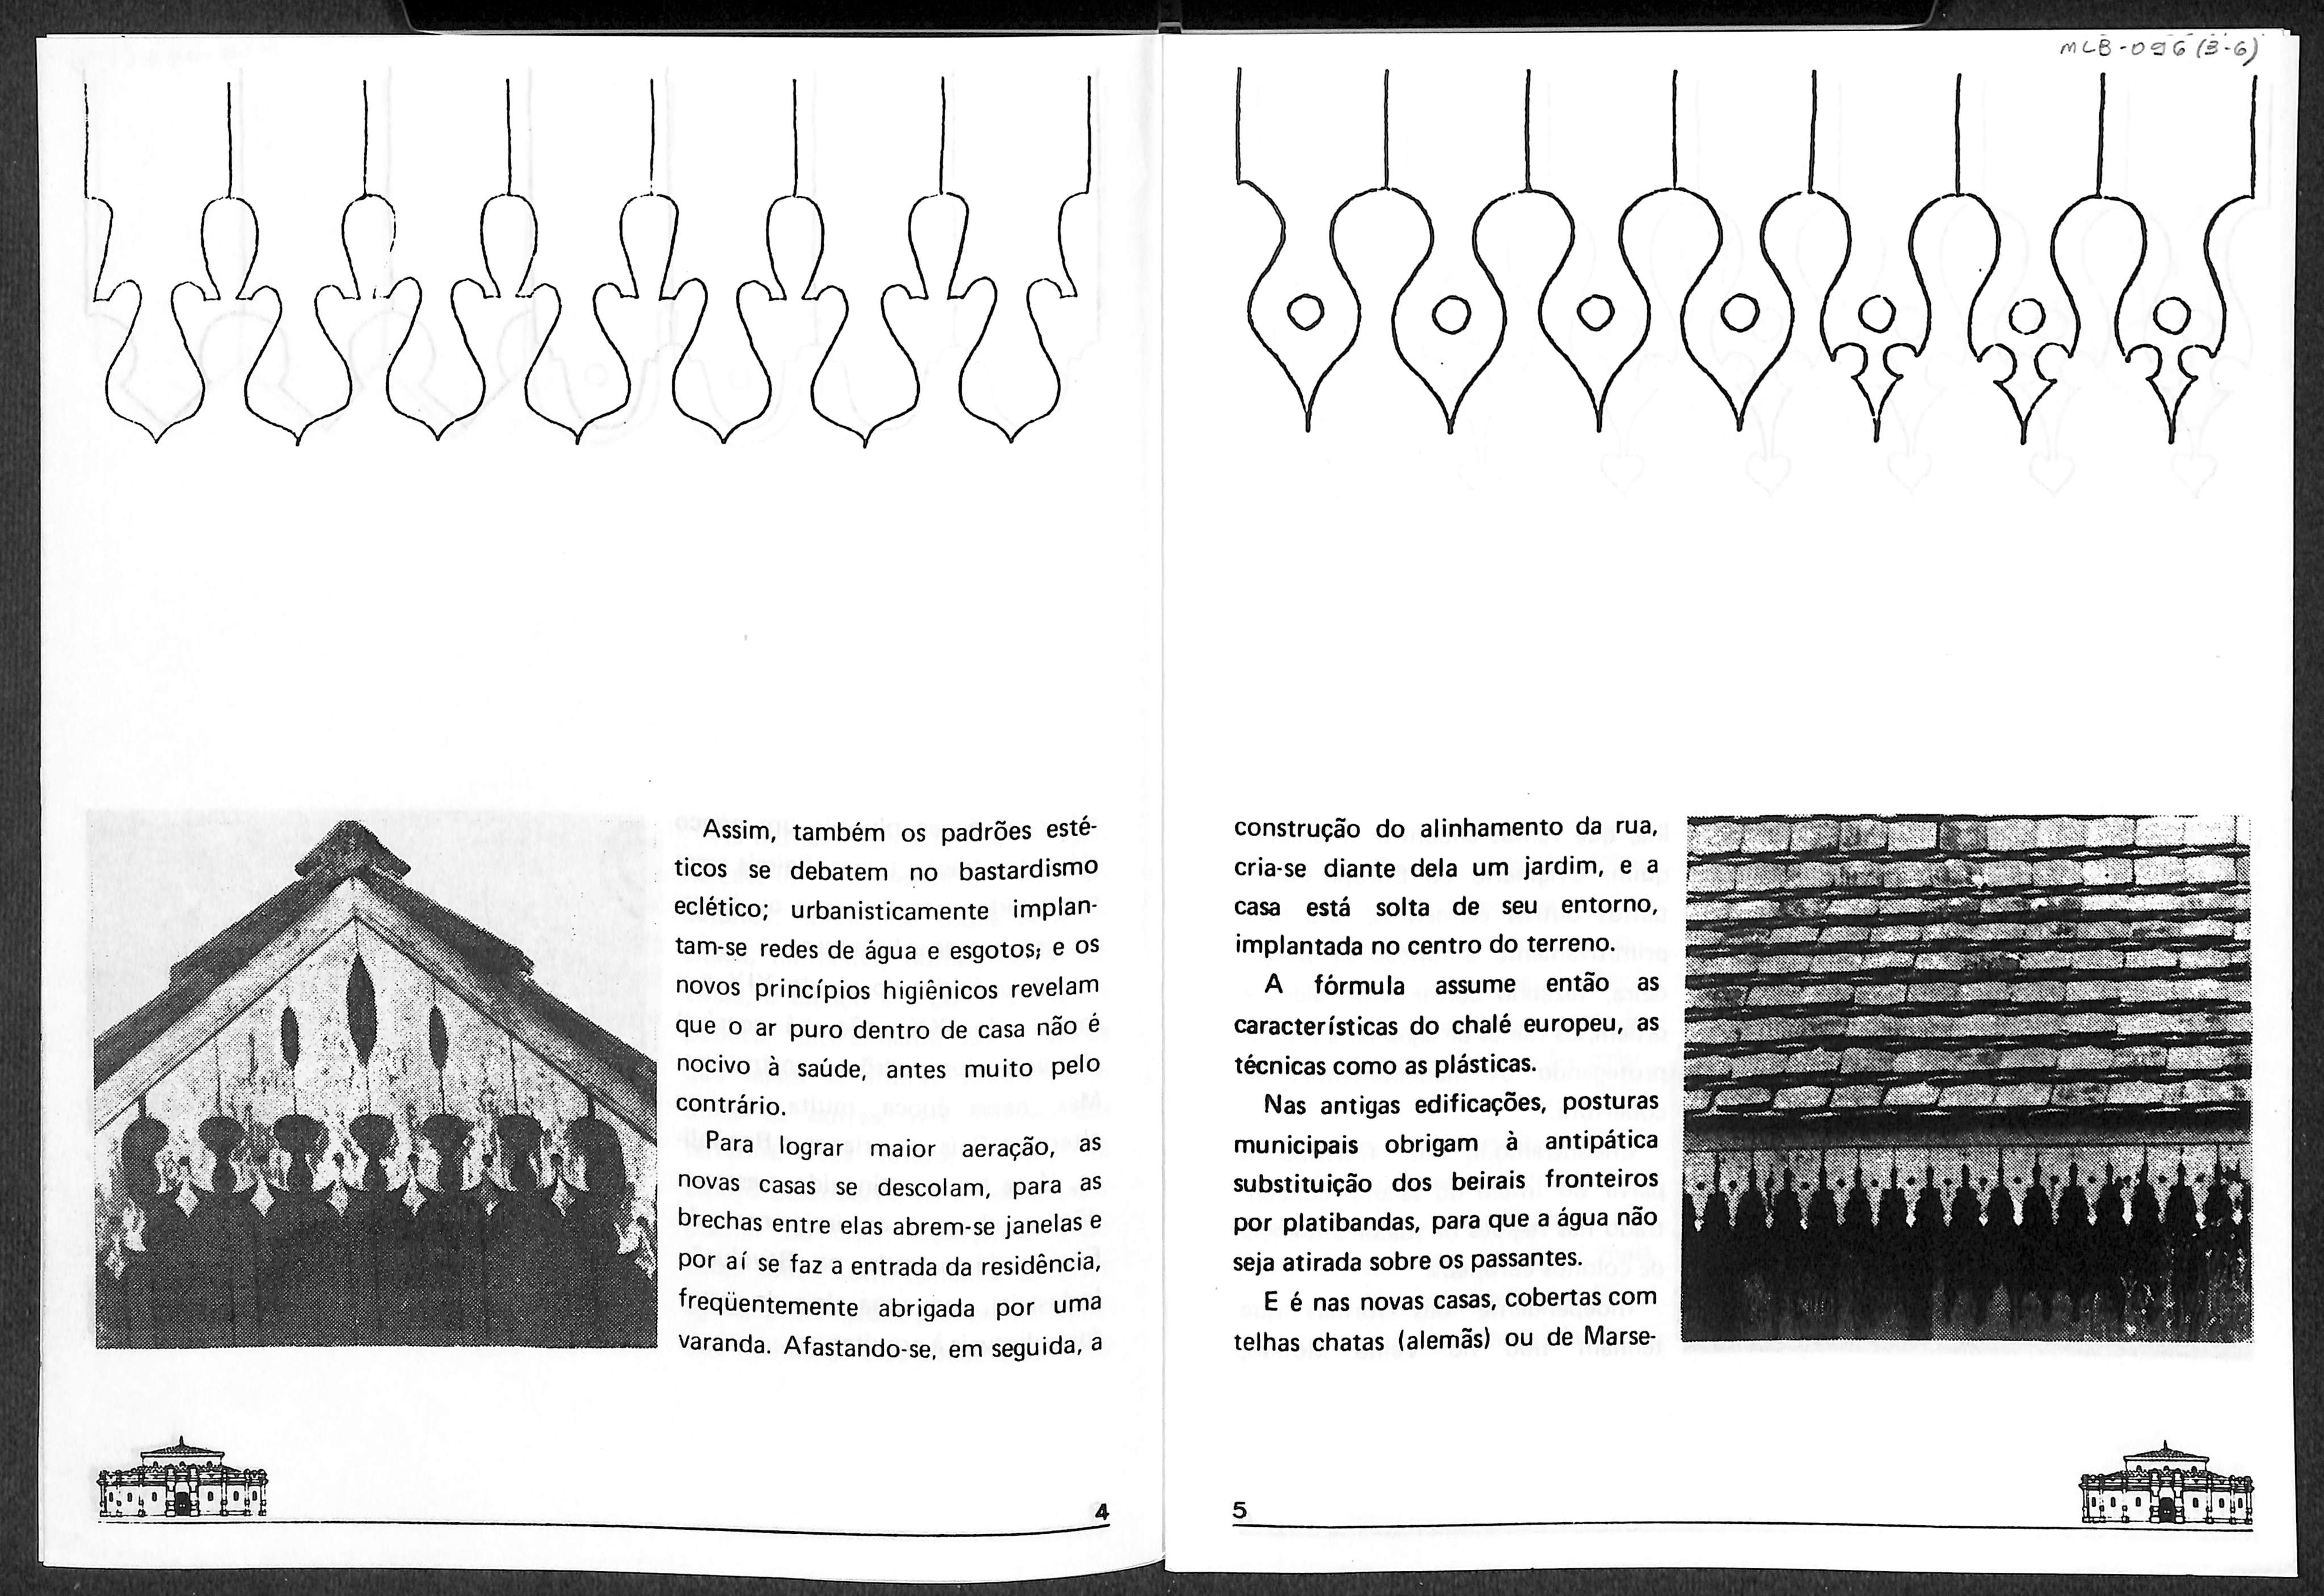 MLB-096 (3-6)
Assim, também os padrões esté-
ticos se debatem no bastardismo
eclético; urbanisticamente implan-
tam-se redes de água e esgotos; e os
novos princípios higiênicos revelam
que o ar puro dentro de casa não é
nocivo à saúde, antes muito pelo
contrário.
Para lograr maior aeração, as
novas casas se descolam, para as
brechas entre elas abrem-se janelas e
por aí se faz a entrada da residência,
freqüentemente abrigada por uma
varanda. Afastando-se, em seguida, a
4
construção do alinhamento da rua,
cria-se diante dela um jardim, e a
casa está solta de seu entorno,
implantada no centro do terreno.
A fórmula assume então as
características do chalé europeu, as
técnicas como as plásticas.
Nas antigas edificações, posturas
municipais obrigam à antipática
substituição dos beirais fronteiros
por platibandas, para que a água não
seja atirada sobre os passantes.
E é nas novas casas, cobertas com
telhas chatas (alemãs) ou de Marse-
5